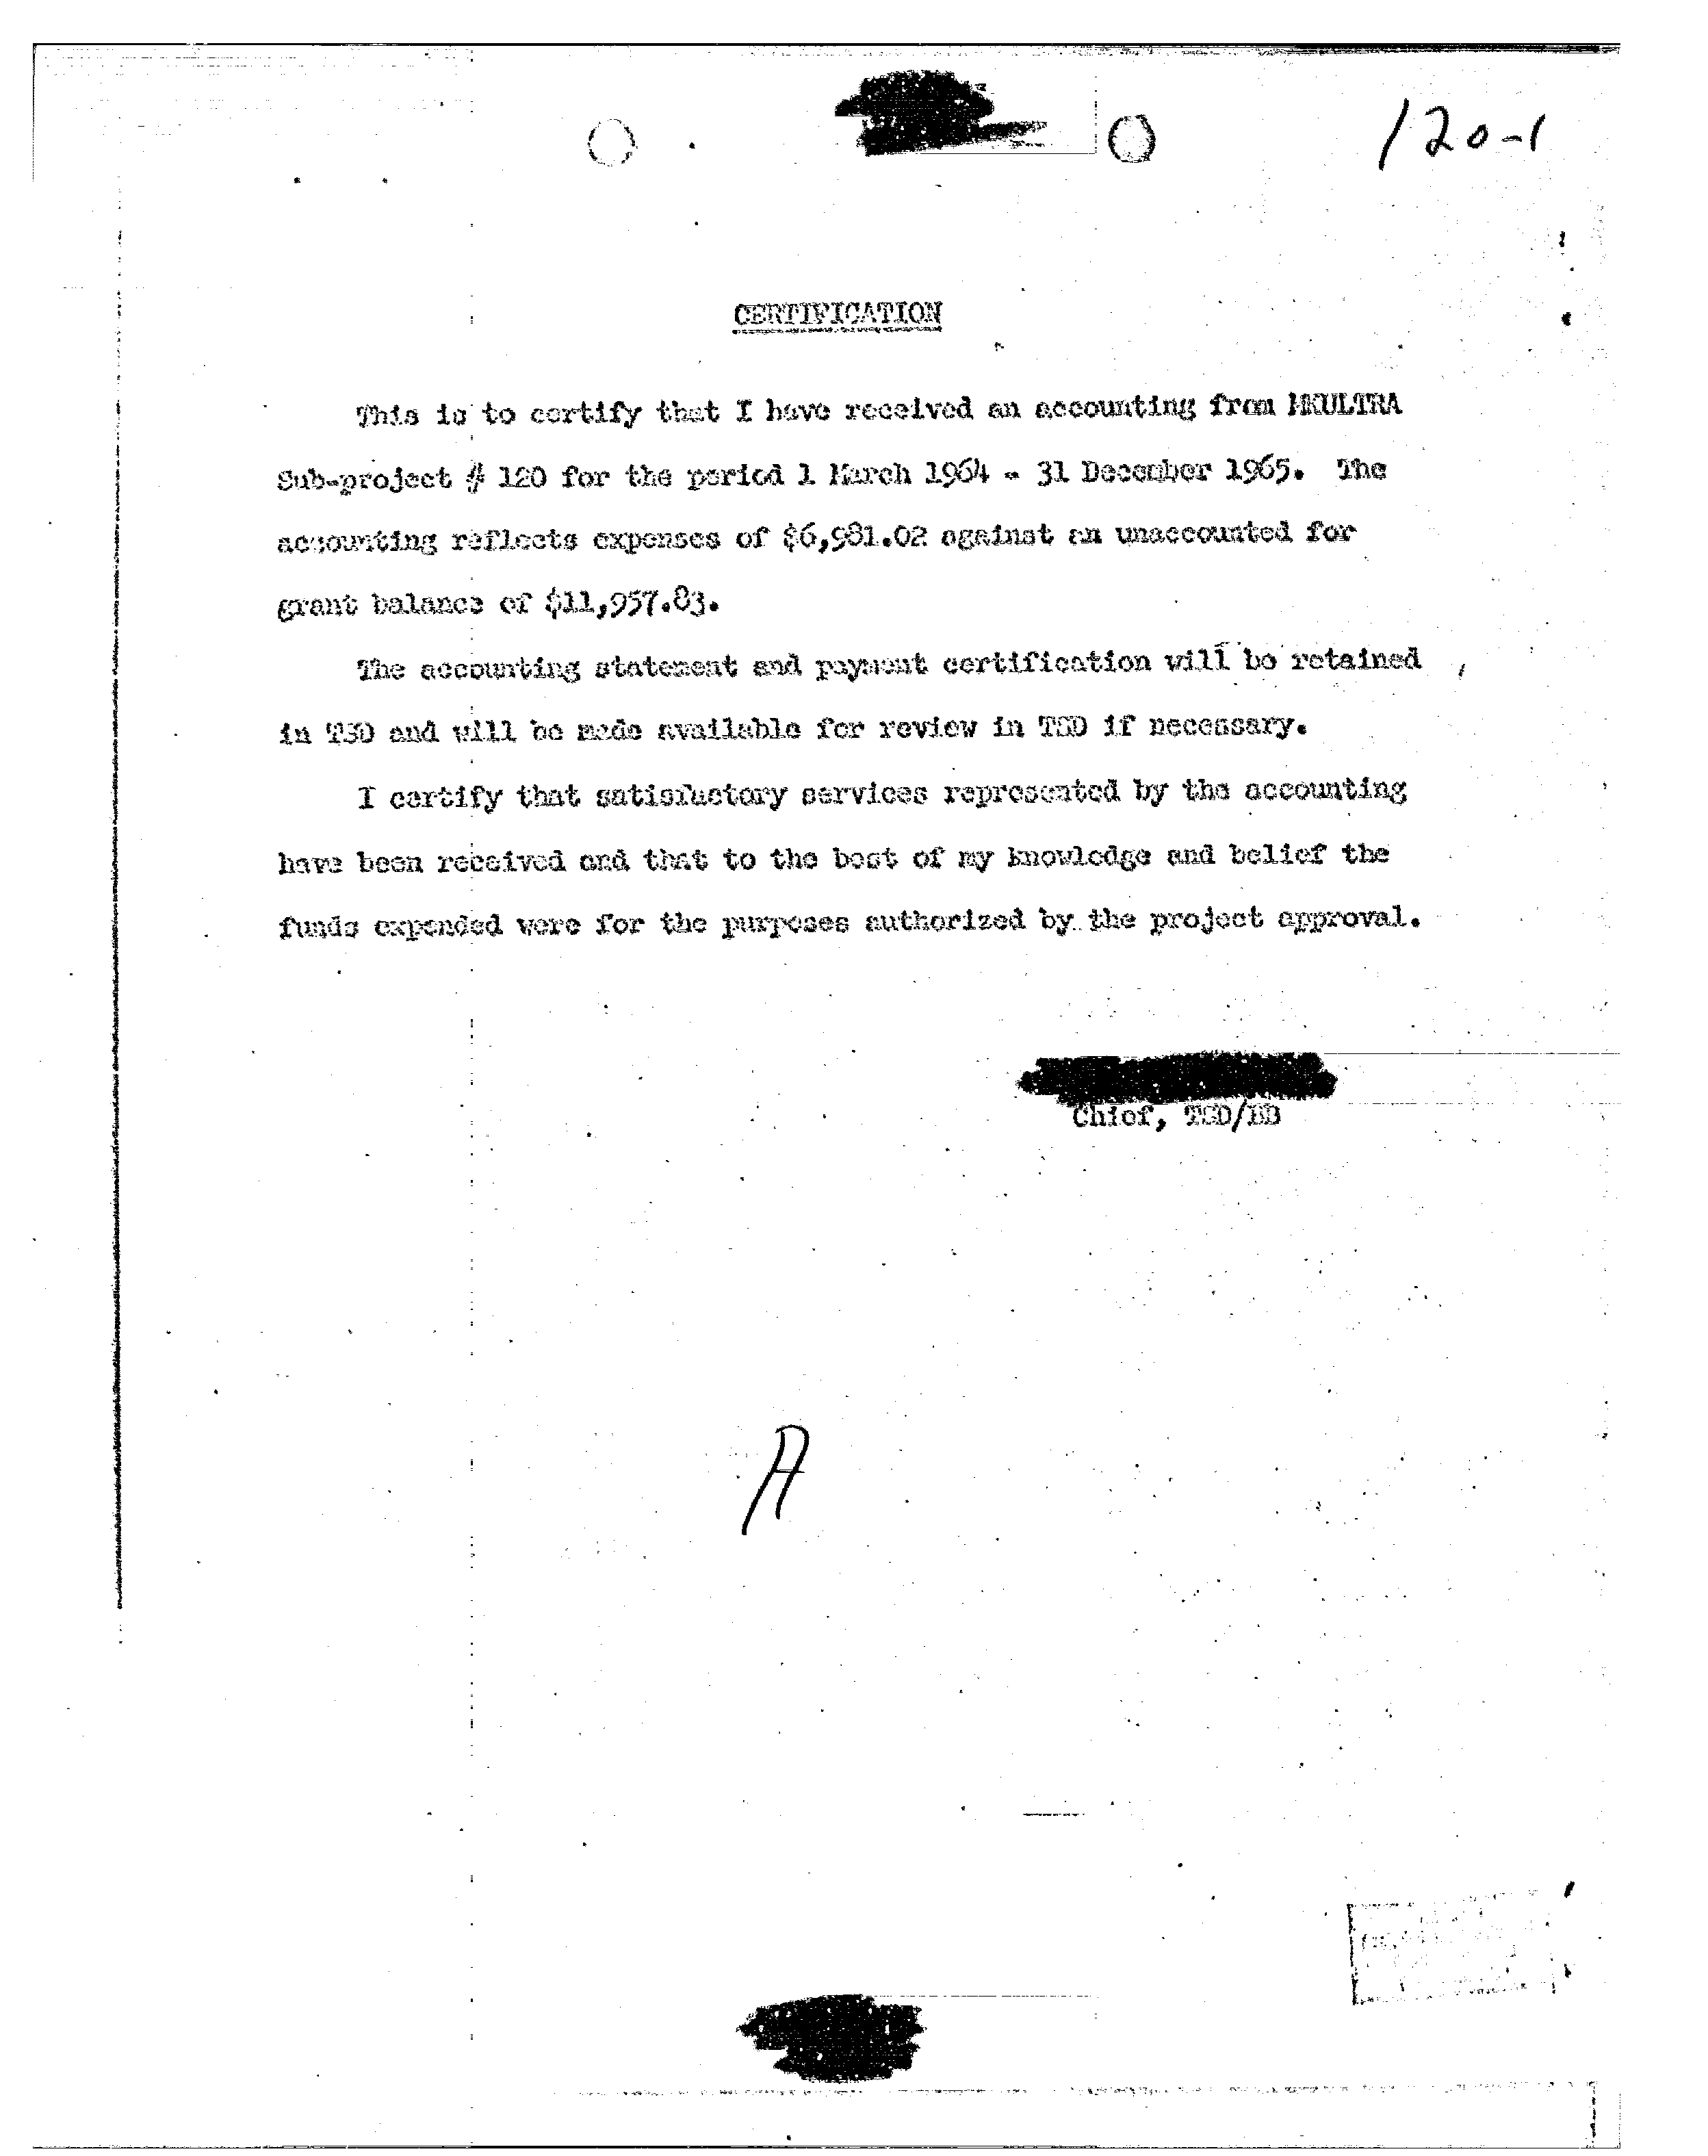 120-1
CERTIFICATION
This is to certify that I have received an accounting from MKULTRA
Sub-project # 120 for the period 1 March 1964 - 31 December 1965. The
accounting reflects expenses of $6,981.02 against an unaccounted for
grant balance of $11,957.83.
The accounting statement and payment certification will be retained
in TSD and will be made available for review in TSD if necessary.
I certify that satisfactory services represented by the accounting
have been received and that to the best of my knowledge and belief the
funds expended were for the purposes authorized by the project approval.
Chief, TSD/BB
A